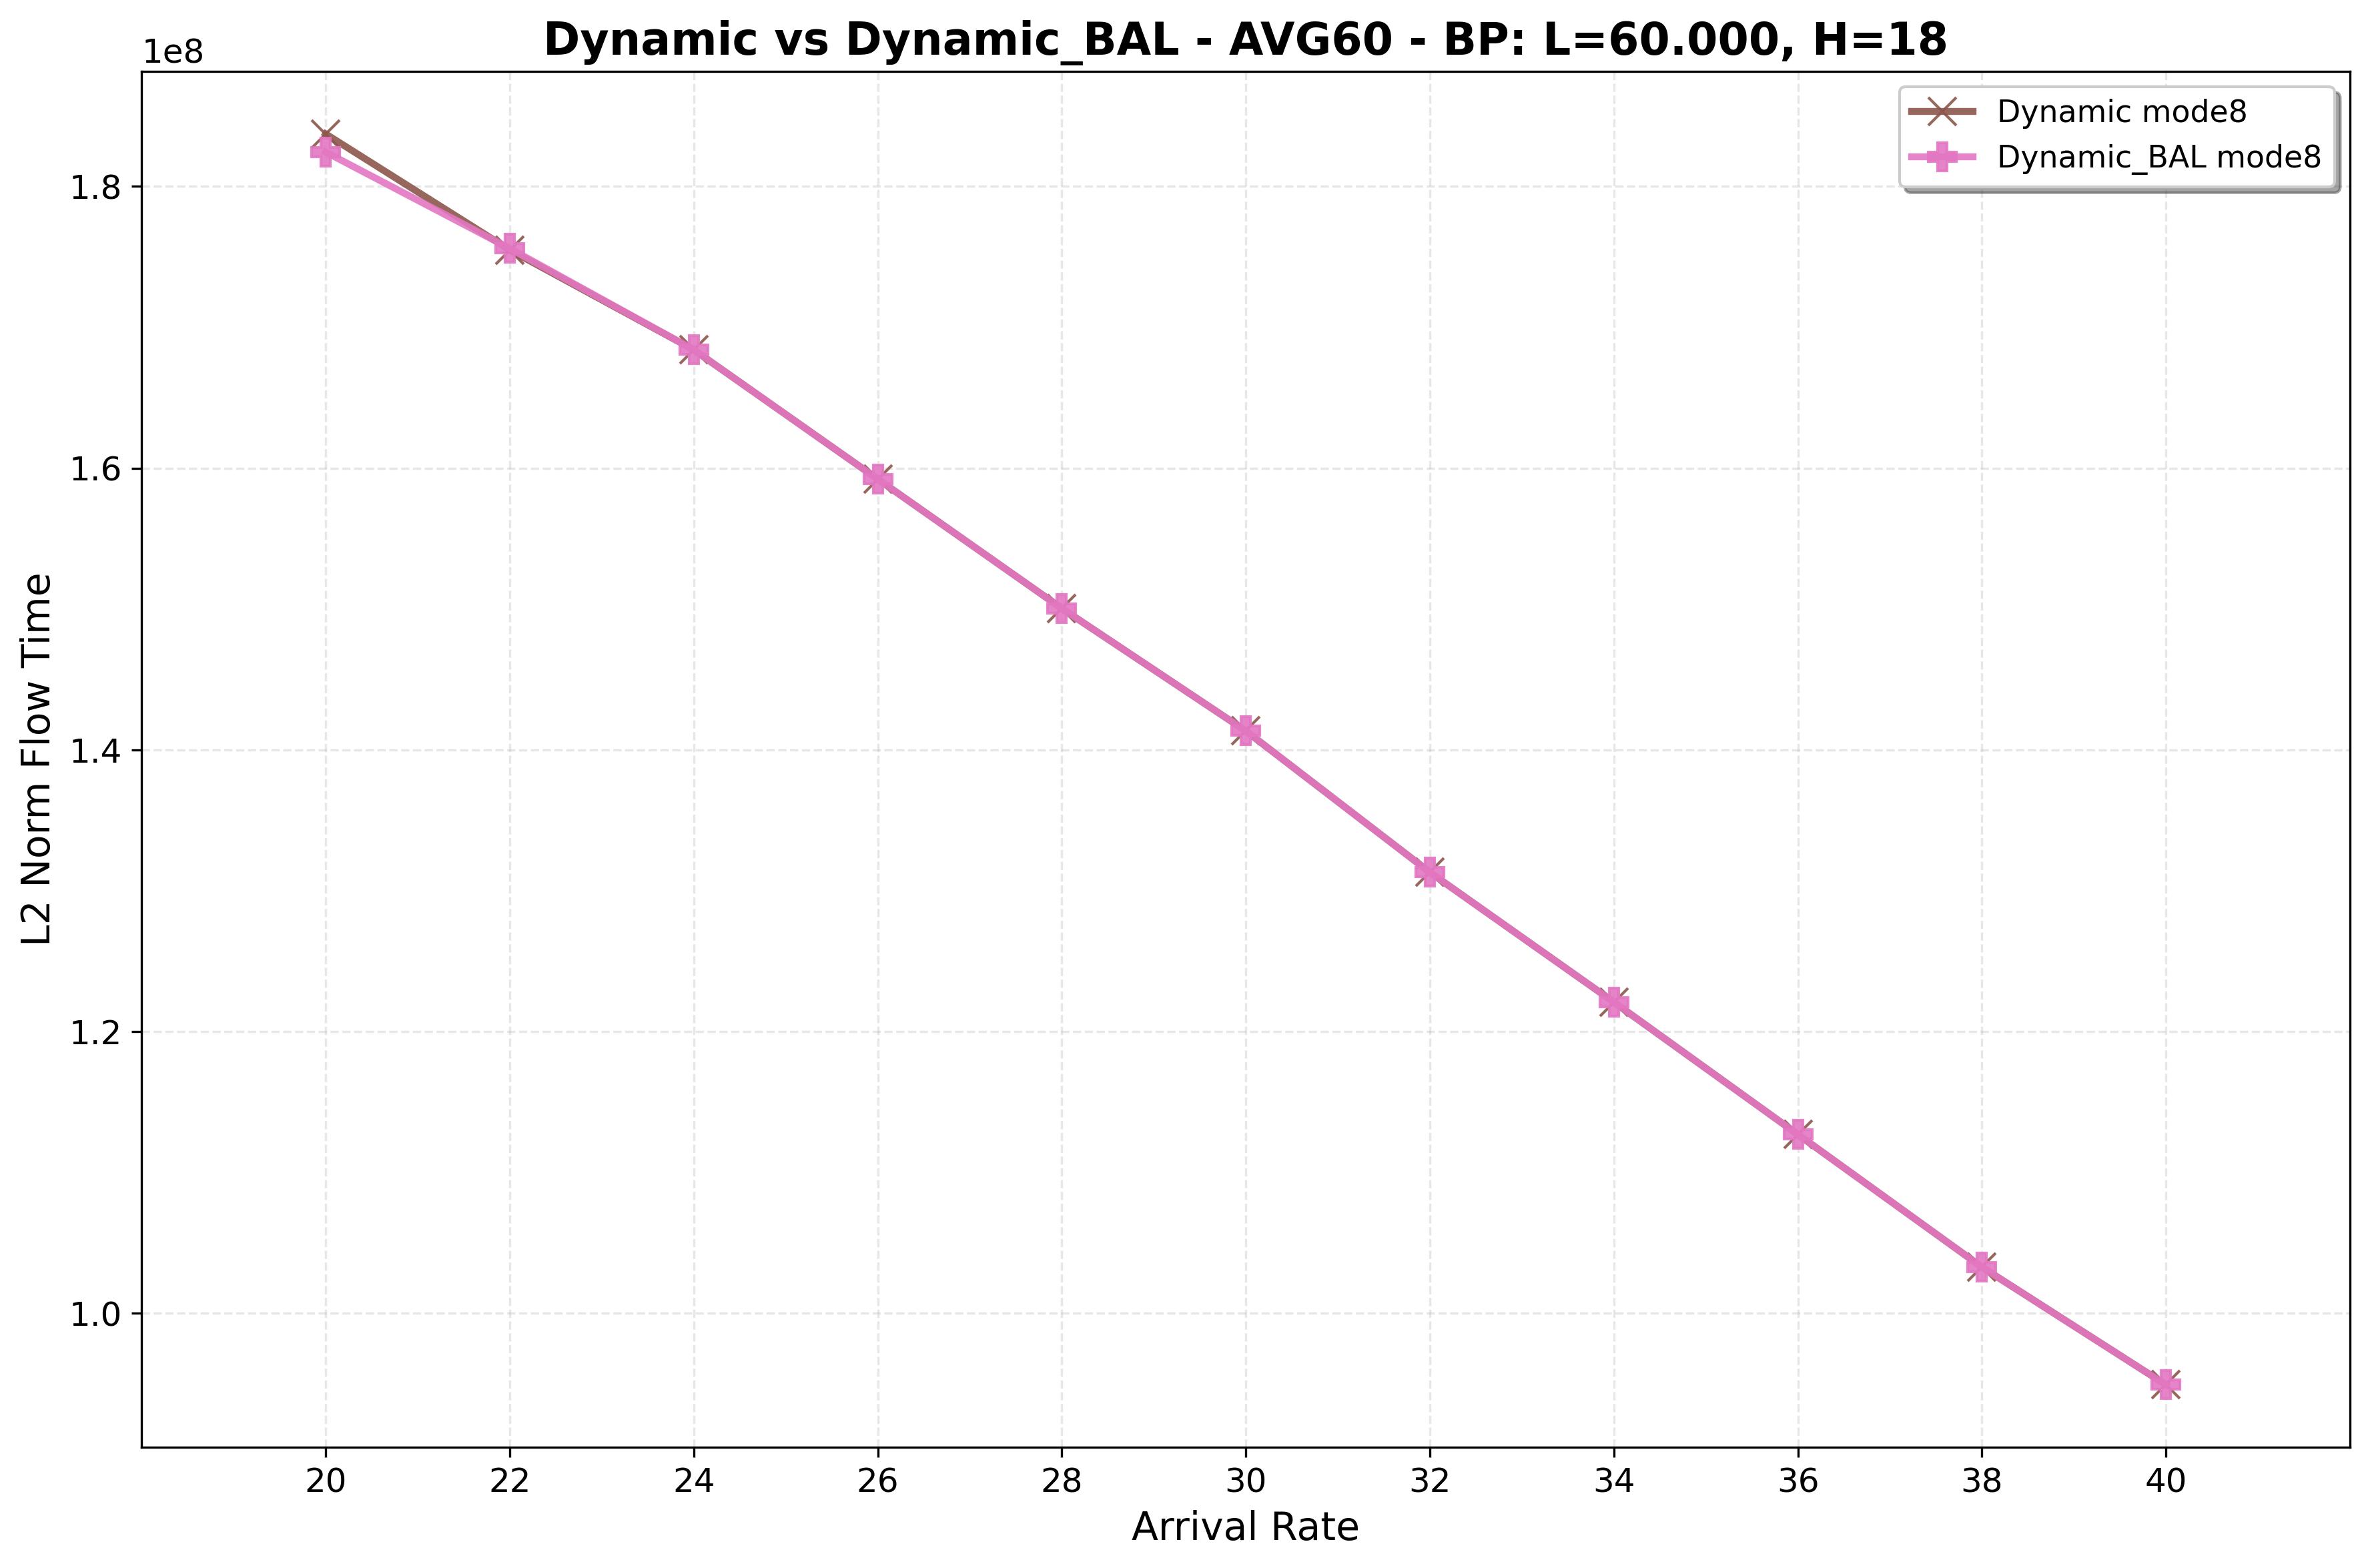 Dynamic vs Dynamic_BAL - AVG60 - BP: L=60.000, H=18
1e8
Dynamic mode8
Dynamic_BAL mode8
1.8
1.6
1.4
1.2
1.0
L2 Norm Flow Time
20 22 24 26 28 30 32 34 36 38 40
Arrival Rate